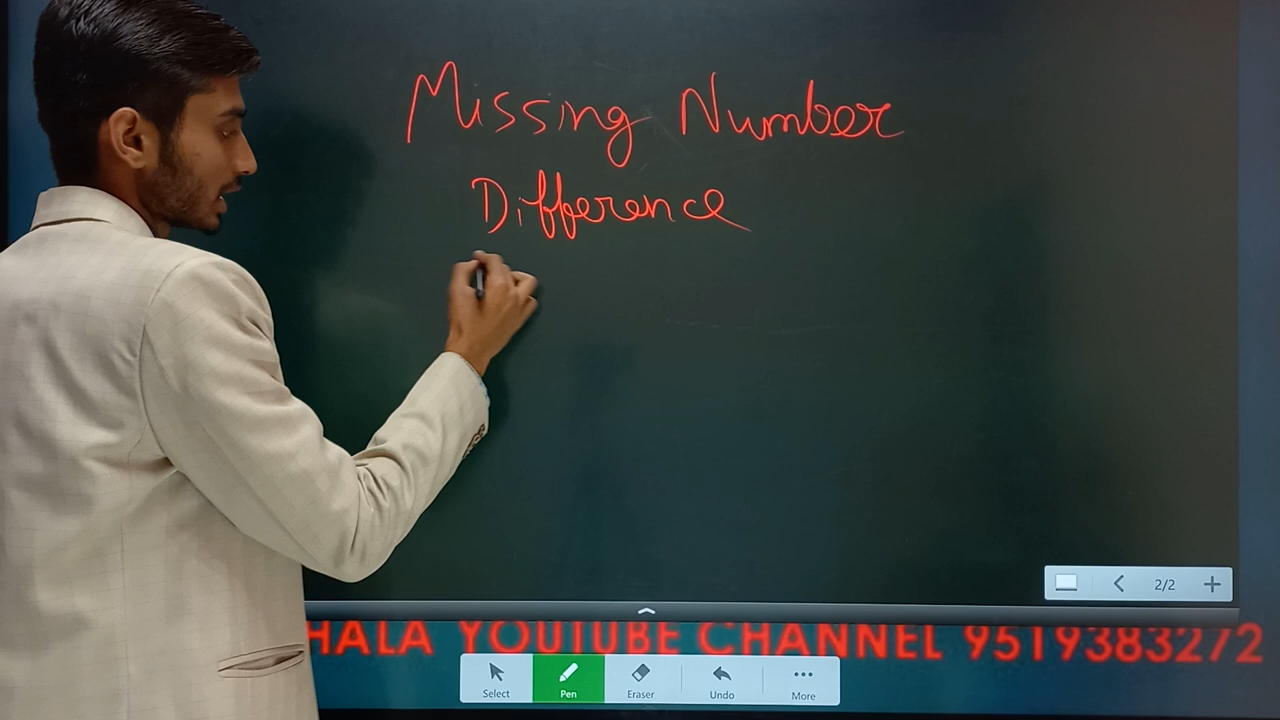 Missing Number
Difference
2/2
HALA YOUTUBE CHANNEL 9519383272
Select Pen Eraser Undo More